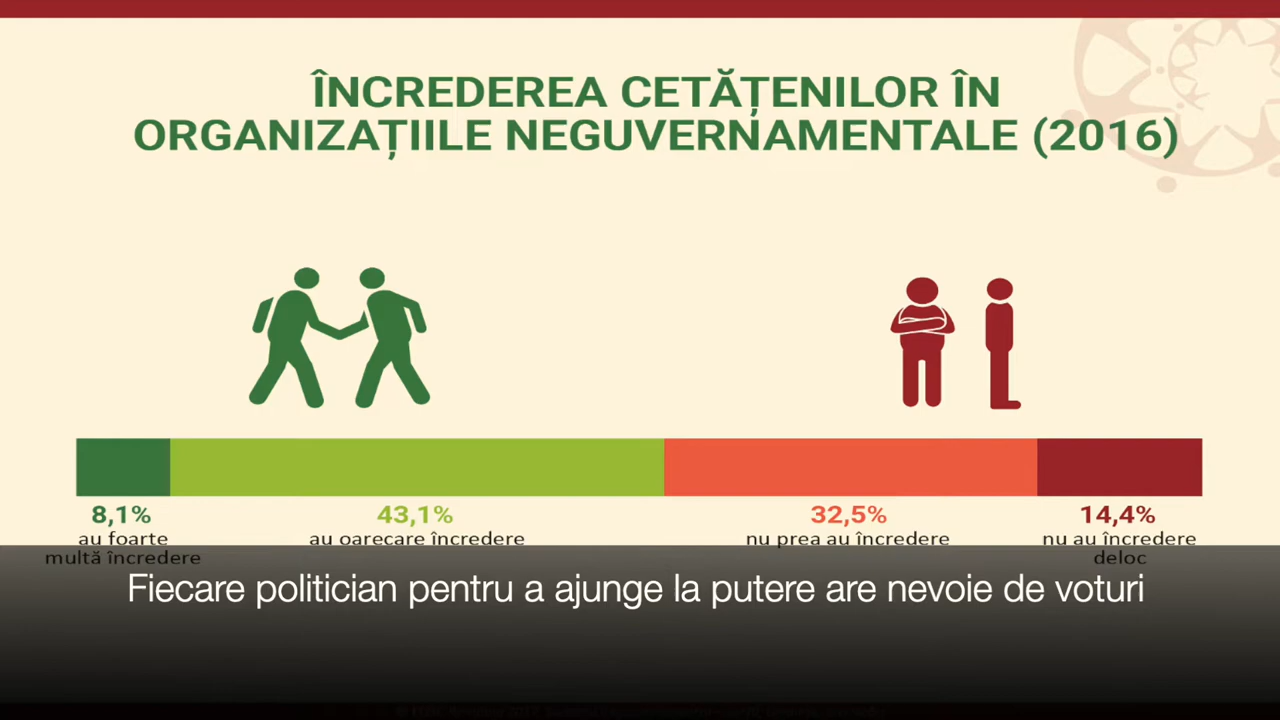 ÎNCREDEREA CETĂȚENILOR ÎN
ORGANIZAȚIILE NEGUVERNAMENTALE (2016)
8,1% 43,1% 32,5% 14,4%
au foarte au oarecare încredere nu prea au încredere nu au încredere
multă încredere deloc
Fiecare politician pentru a ajunge la putere are nevoie de voturi